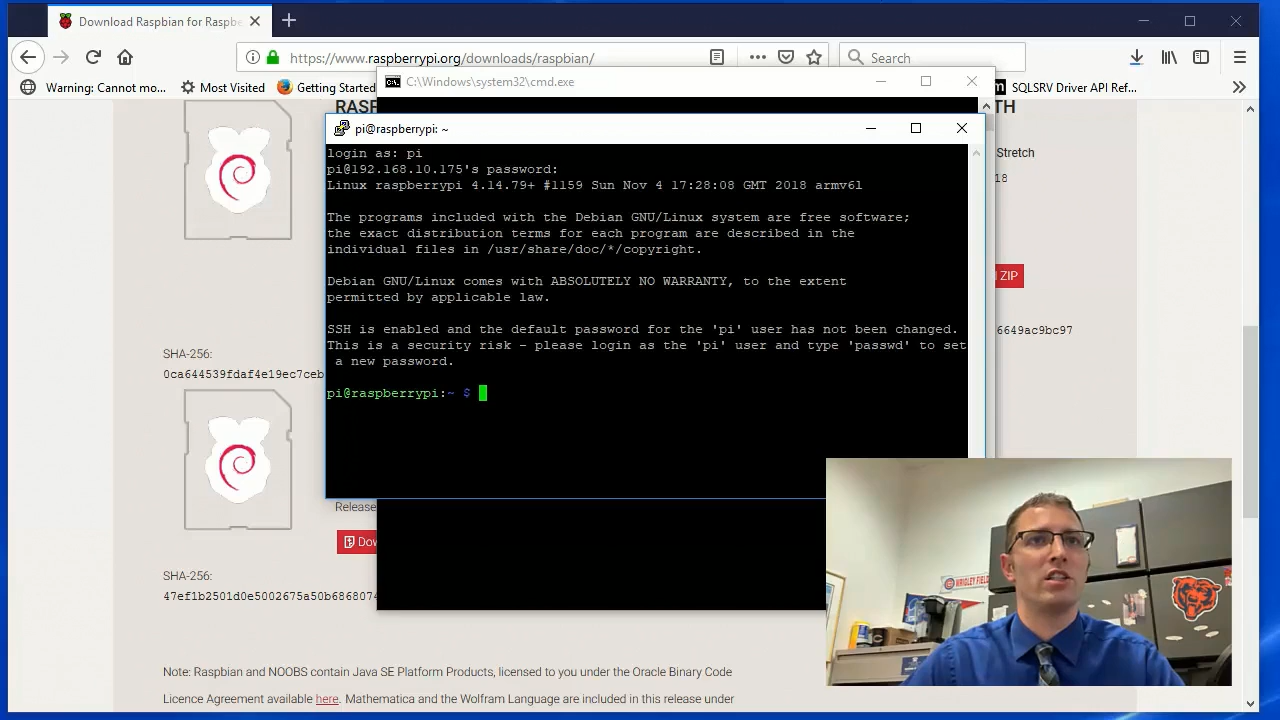 Download Raspbian for Raspbe
https://www.raspberrypi.org/downloads/raspbian/
Search
Warning: Cannot mo...
Most Visited
Getting Started
SQLSRV Driver API Ref...
C:\Windows\system32\cmd.exe
RASP
TH
pi@raspberrypi: ~
login as: pi
pi@192.168.10.175's password:
Linux raspberrypi 4.14.79+ #1159 Sun Nov 4 17:28:08 GMT 2018 armv6l
The programs included with the Debian GNU/Linux system are free software;
the exact distribution terms for each program are described in the
individual files in /usr/share/doc/*/copyright.
Debian GNU/Linux comes with ABSOLUTELY NO WARRANTY, to the extent
permitted by applicable law.
SSH is enabled and the default password for the 'pi' user has not been changed.
This is a security risk - please login as the 'pi' user and type 'passwd' to set
a new password.
pi@raspberrypi:~ $
Stretch
18
ZIP
6649ac9bc97
SHA-256:
0ca644539fdaf4e19ec7ceb
Release
Dow
SHA-256:
47ef1b2501d0e5002675a50b6868074
WRIGLEY FIELD
Note: Raspbian and NOOBS contain Java SE Platform Products, licensed to you under the Oracle Binary Code
Licence Agreement available here. Mathematica and the Wolfram Language are included in this release under